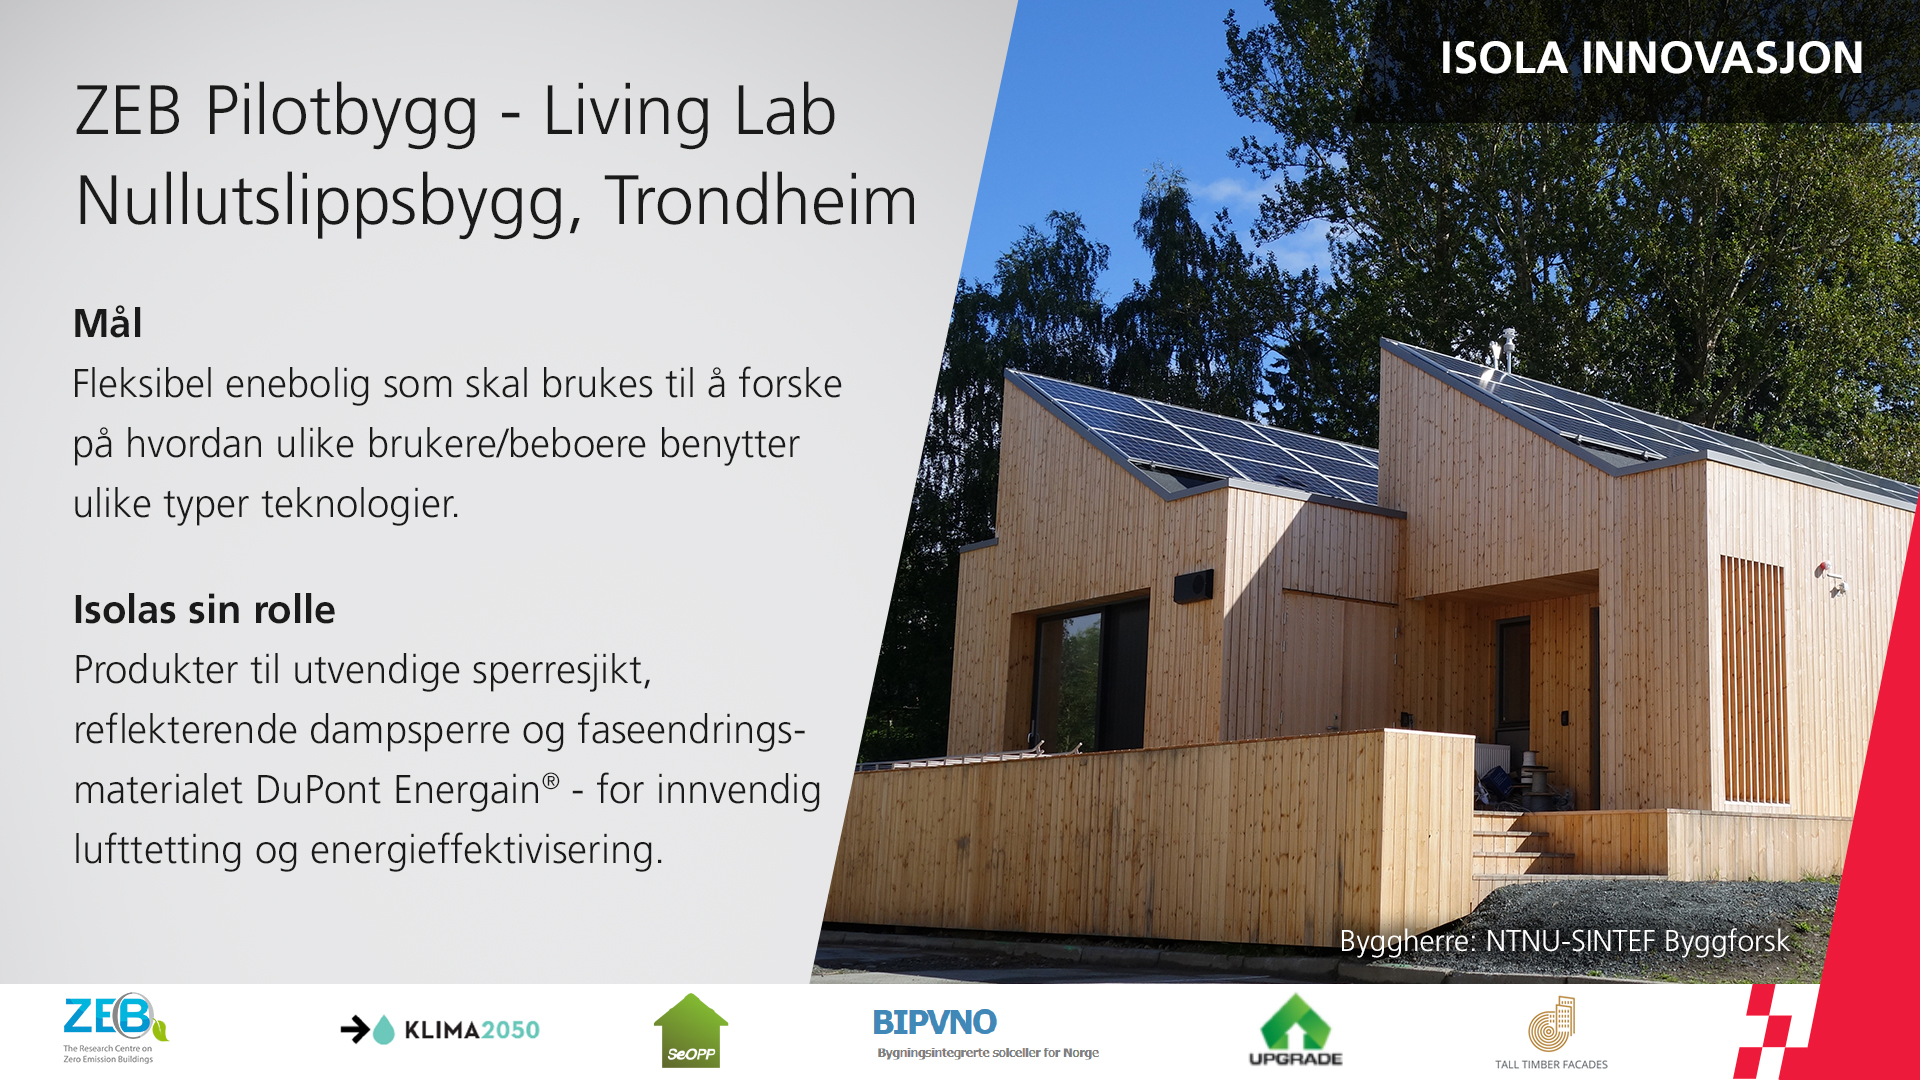 ISOLA INNOVASJON
ZEB Pilotbygg - Living Lab
Nullutslippsbygg, Trondheim
Mål
Fleksibel enebolig som skal brukes til å forske
på hvordan ulike brukere/beboere benytter
ulike typer teknologier.
Isolas sin rolle
Produkter til utvendige sperresjikt,
reflekterende dampsperre og faseendrings-
materialet DuPont Energain® - for innvendig
lufttetting og energieffektivisering.
Byggherre: NTNU-SINTEF Byggforsk
ZEB
The Research Centre on
Zero Emission Buildings
KLIMA2050
SeOPP
BIPVNO
Bygningsintegrerte solceller for Norge
UPGRADE
TALL TIMBER FACADES